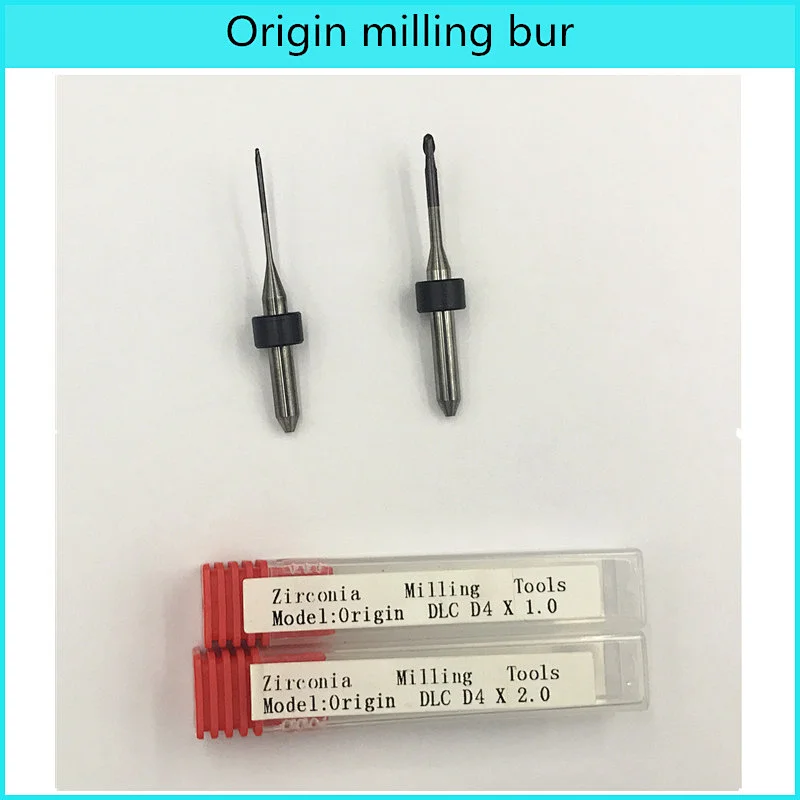 Origin milling bur
Zirconia Milling Tools
Model:Origin DLC D4 X 1.0
Zirconia Milling Tools
Model:Origin DLC D4 X 2.0